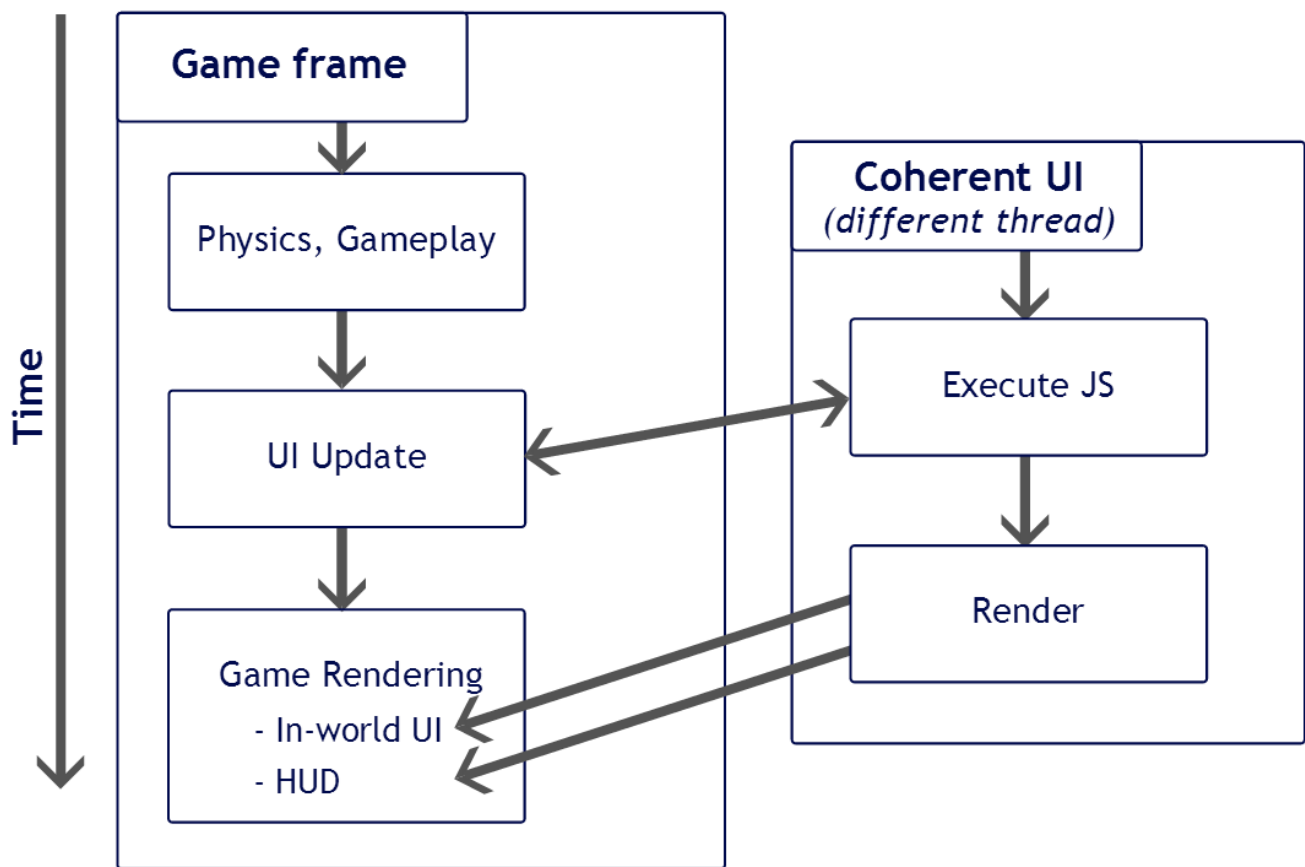 Time
Game frame
Physics, Gameplay
UI Update
Game Rendering
- In-world UI
- HUD
Coherent UI
(different thread)
Execute JS
Render